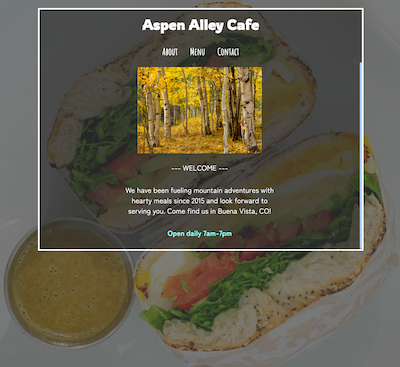 Aspen Alley Cafe
About Menu Contact
--- WELCOME ---
We have been fueling mountain adventures with
hearty meals since 2015 and look forward to
serving you. Come find us in Buena Vista, CO!
Open daily 7am-7pm